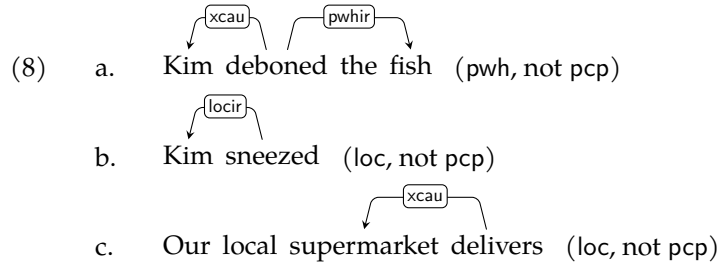 xcau pwhir
(8) a. Kim deboned the fish (pwh, not pcp)
locir
b. Kim sneezed (loc, not pcp)
xcau
c. Our local supermarket delivers (loc, not pcp)